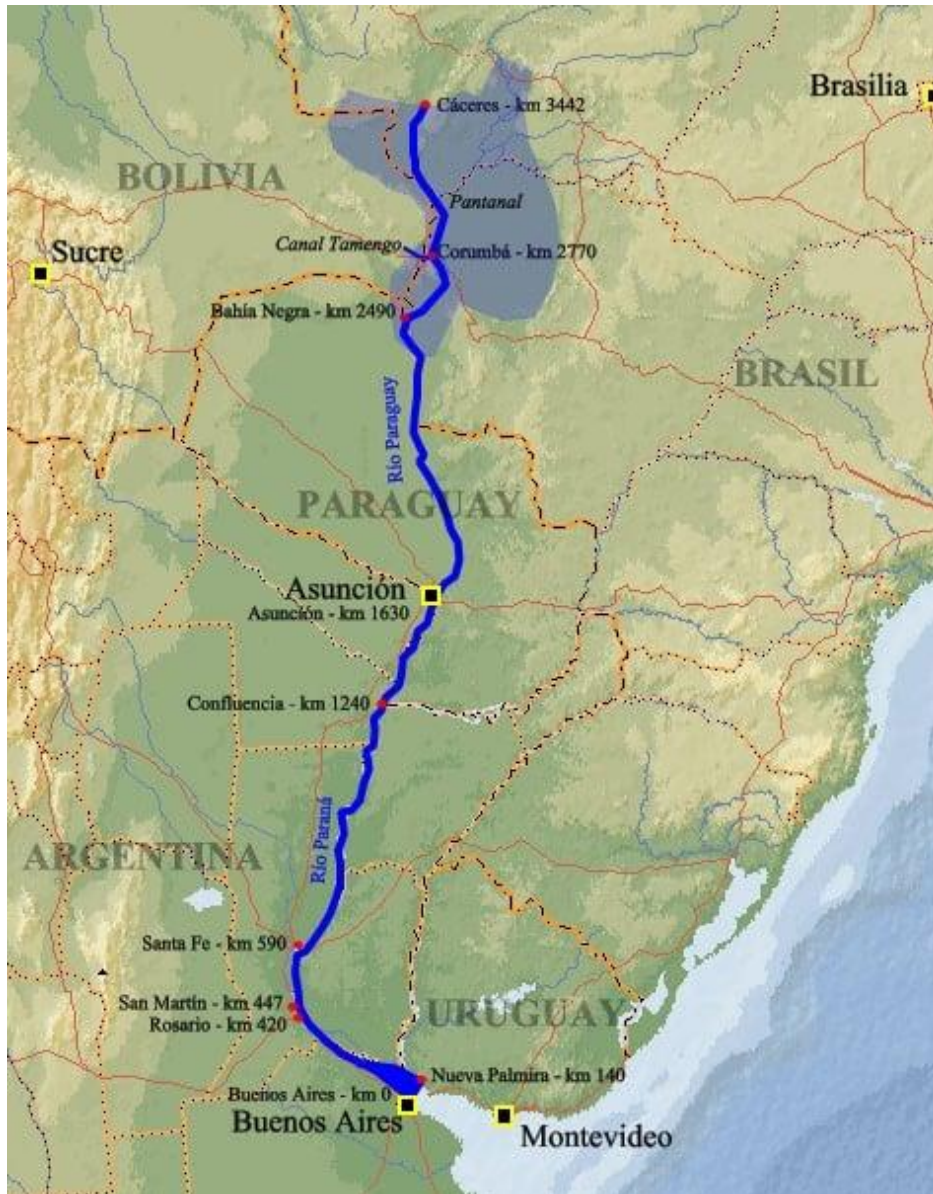 Brasilia
Cáceres - km 3442
BOLIVIA
Pantanal
Canal Tamengo
Sucre
Corumbá - km 2770
Bahía Negra - km 2490
BRASIL
Río Paraguay
PARAGUAY
Asunción
Asunción - km 1630
Confluencia - km 1240
Río Paraná
ARGENTINA
Santa Fe - km 590
San Martín - km 447
URUGUAY
Rosario - km 420
Nueva Palmira - km 140
Buenos Aires - km 0
Buenos Aires
Montevideo